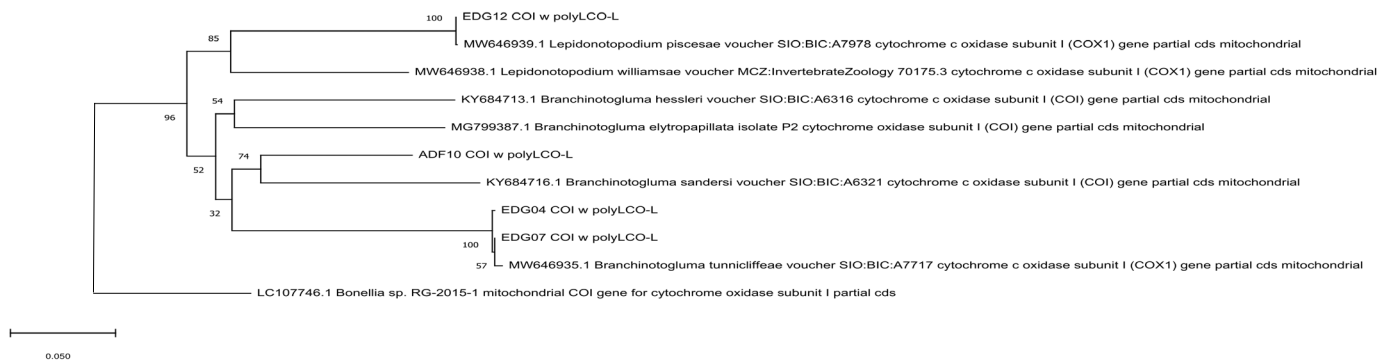 EDG12 COI w polyLCO-L
100
85
MW646939.1 Lepidonotopodium piscesae voucher SIO:BIC:A7978 cytochrome c oxidase subunit I (COX1) gene partial cds mitochondrial
MW646938.1 Lepidonotopodium williamsae voucher MCZ:InvertebrateZoology 70175.3 cytochrome c oxidase subunit I (COX1) gene partial cds mitochondrial
54
KY684713.1 Branchinotogluma hessleri voucher SIO:BIC:A6316 cytochrome c oxidase subunit I (COI) gene partial cds mitochondrial
96
MG799387.1 Branchinotogluma elytropapillata isolate P2 cytochrome oxidase subunit I (COI) gene partial cds mitochondrial
74
ADF10 COI w polyLCO-L
52
KY684716.1 Branchinotogluma sandersi voucher SIO:BIC:A6321 cytochrome c oxidase subunit I (COI) gene partial cds mitochondrial
32
EDG04 COI w polyLCO-L
EDG07 COI w polyLCO-L
100
57
MW646935.1 Branchinotogluma tunnicliffeae voucher SIO:BIC:A7717 cytochrome c oxidase subunit I (COX1) gene partial cds mitochondrial
LC107746.1 Bonellia sp. RG-2015-1 mitochondrial COI gene for cytochrome oxidase subunit I partial cds
0.050